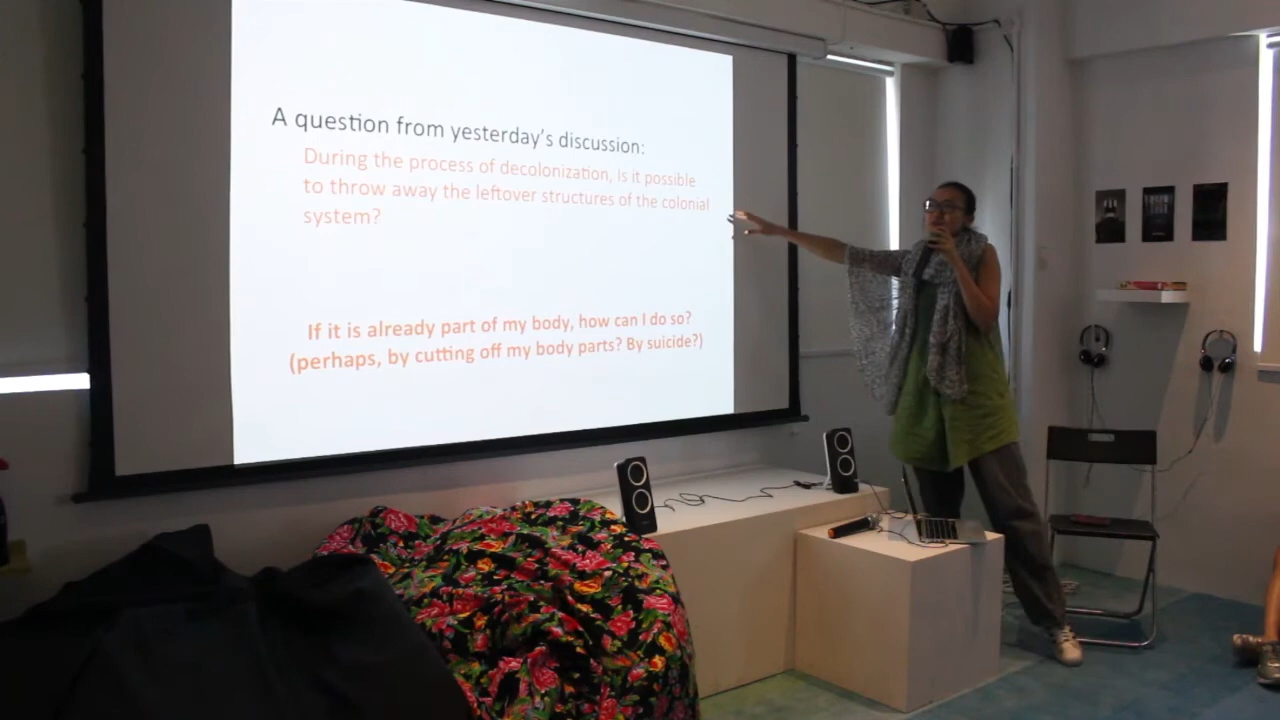 A question from yesterday's discussion:
During the process of decolonization, Is it possible
to throw away the leftover structures of the colonial
system?
If it is already part of my body, how can I do so?
(perhaps, by cutting off my body parts? By suicide?)